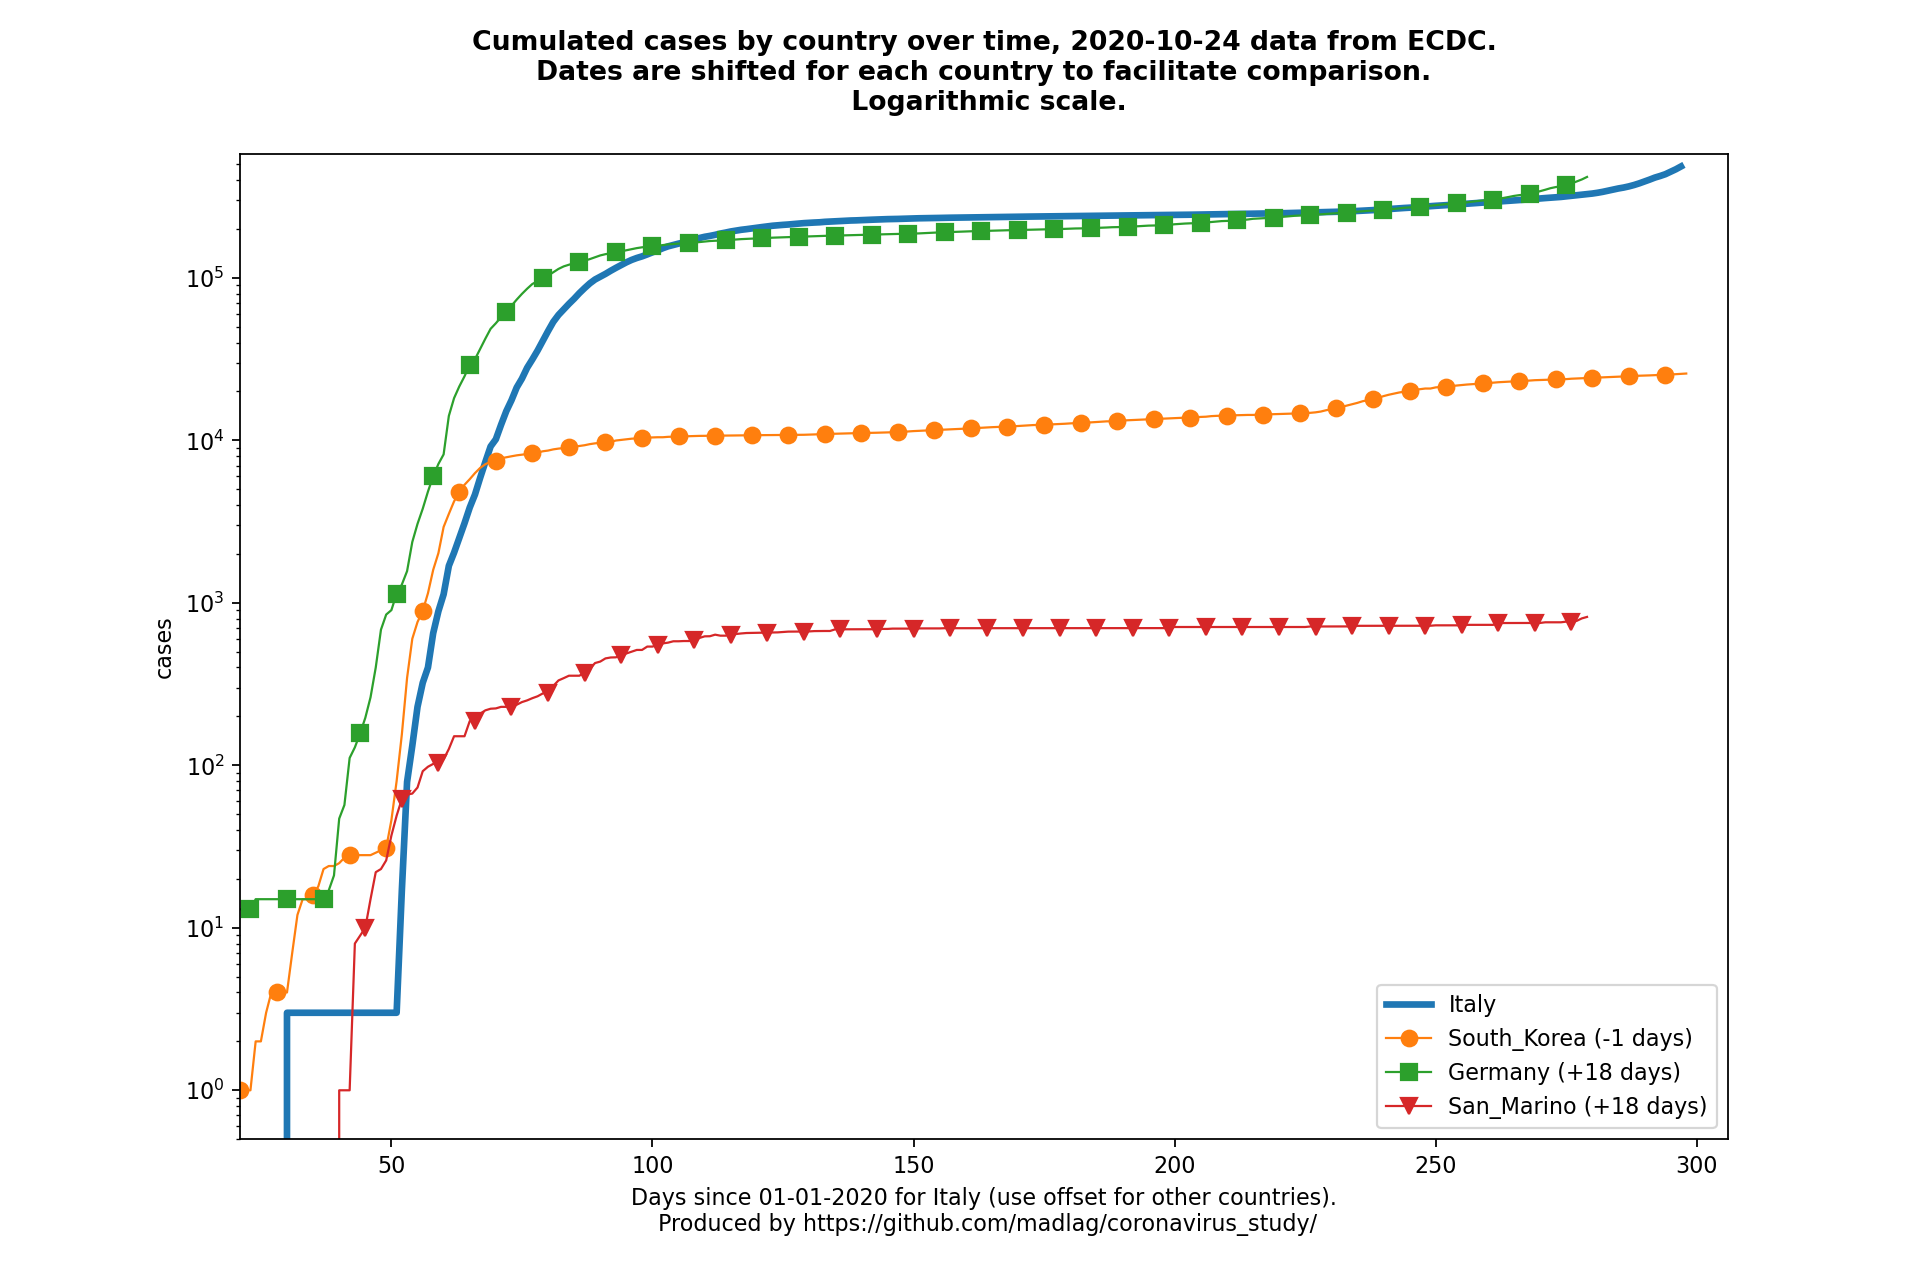 Cumulated cases by country over time, 2020-10-24 data from ECDC.
Dates are shifted for each country to facilitate comparison.
Logarithmic scale.
cases
10^5
10^4
10^3
10^2
10^1
10^0
50
100
150
200
250
300
Italy
South_Korea (-1 days)
Germany (+18 days)
San_Marino (+18 days)
Days since 01-01-2020 for Italy (use offset for other countries).
Produced by https://github.com/madlag/coronavirus_study/